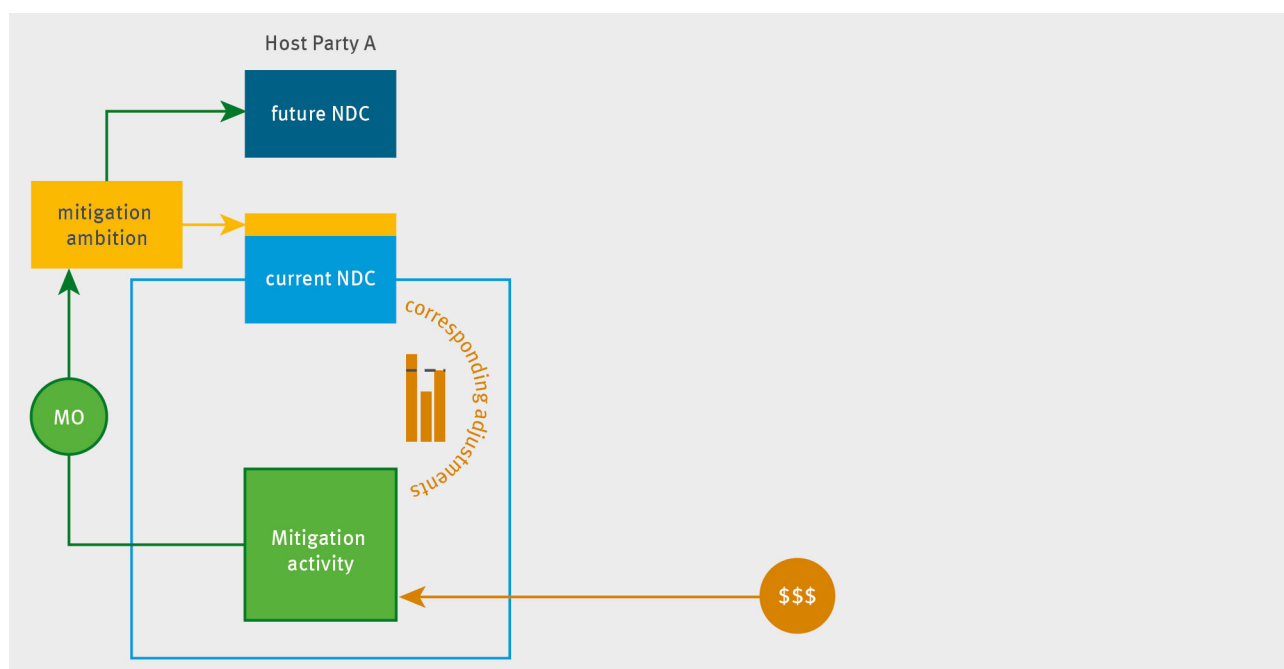 Host Party A
future NDC
mitigation
ambition
current NDC
corresponding adjustments
MO
Mitigation
activity
$$$